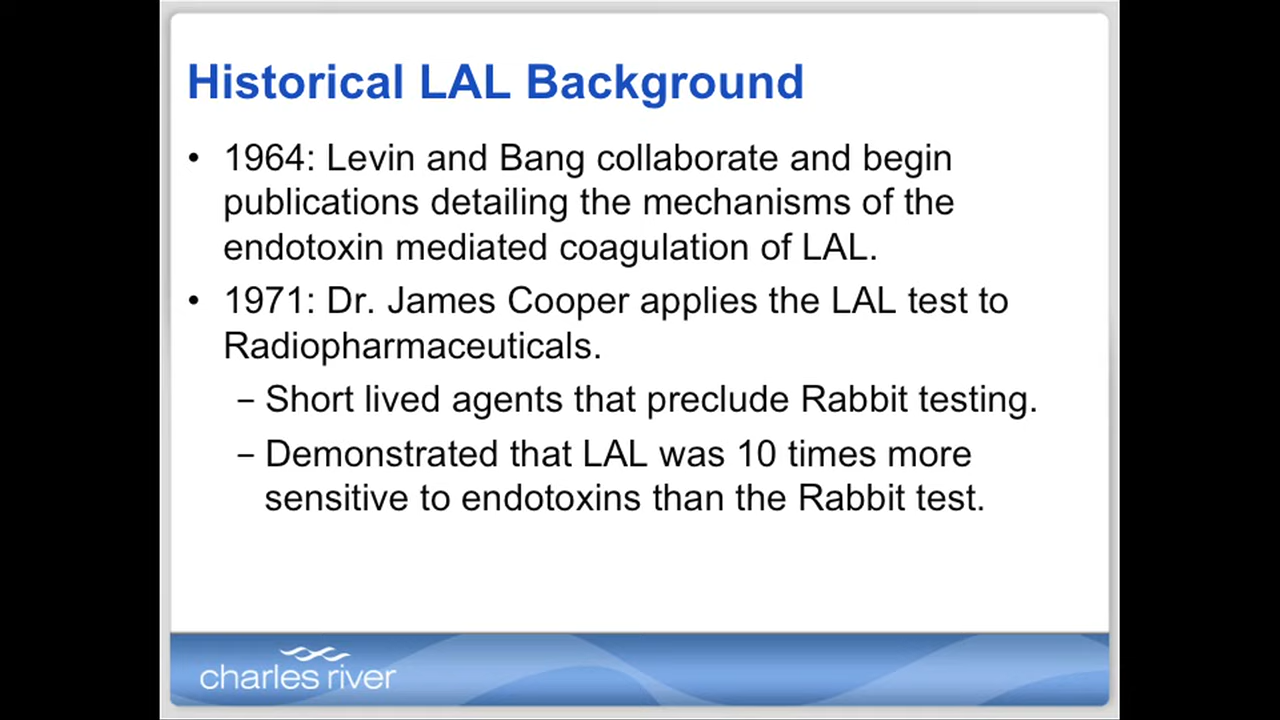 Historical LAL Background
• 1964: Levin and Bang collaborate and begin
publications detailing the mechanisms of the
endotoxin mediated coagulation of LAL.
• 1971: Dr. James Cooper applies the LAL test to
Radiopharmaceuticals.
– Short lived agents that preclude Rabbit testing.
– Demonstrated that LAL was 10 times more
sensitive to endotoxins than the Rabbit test.
charles river